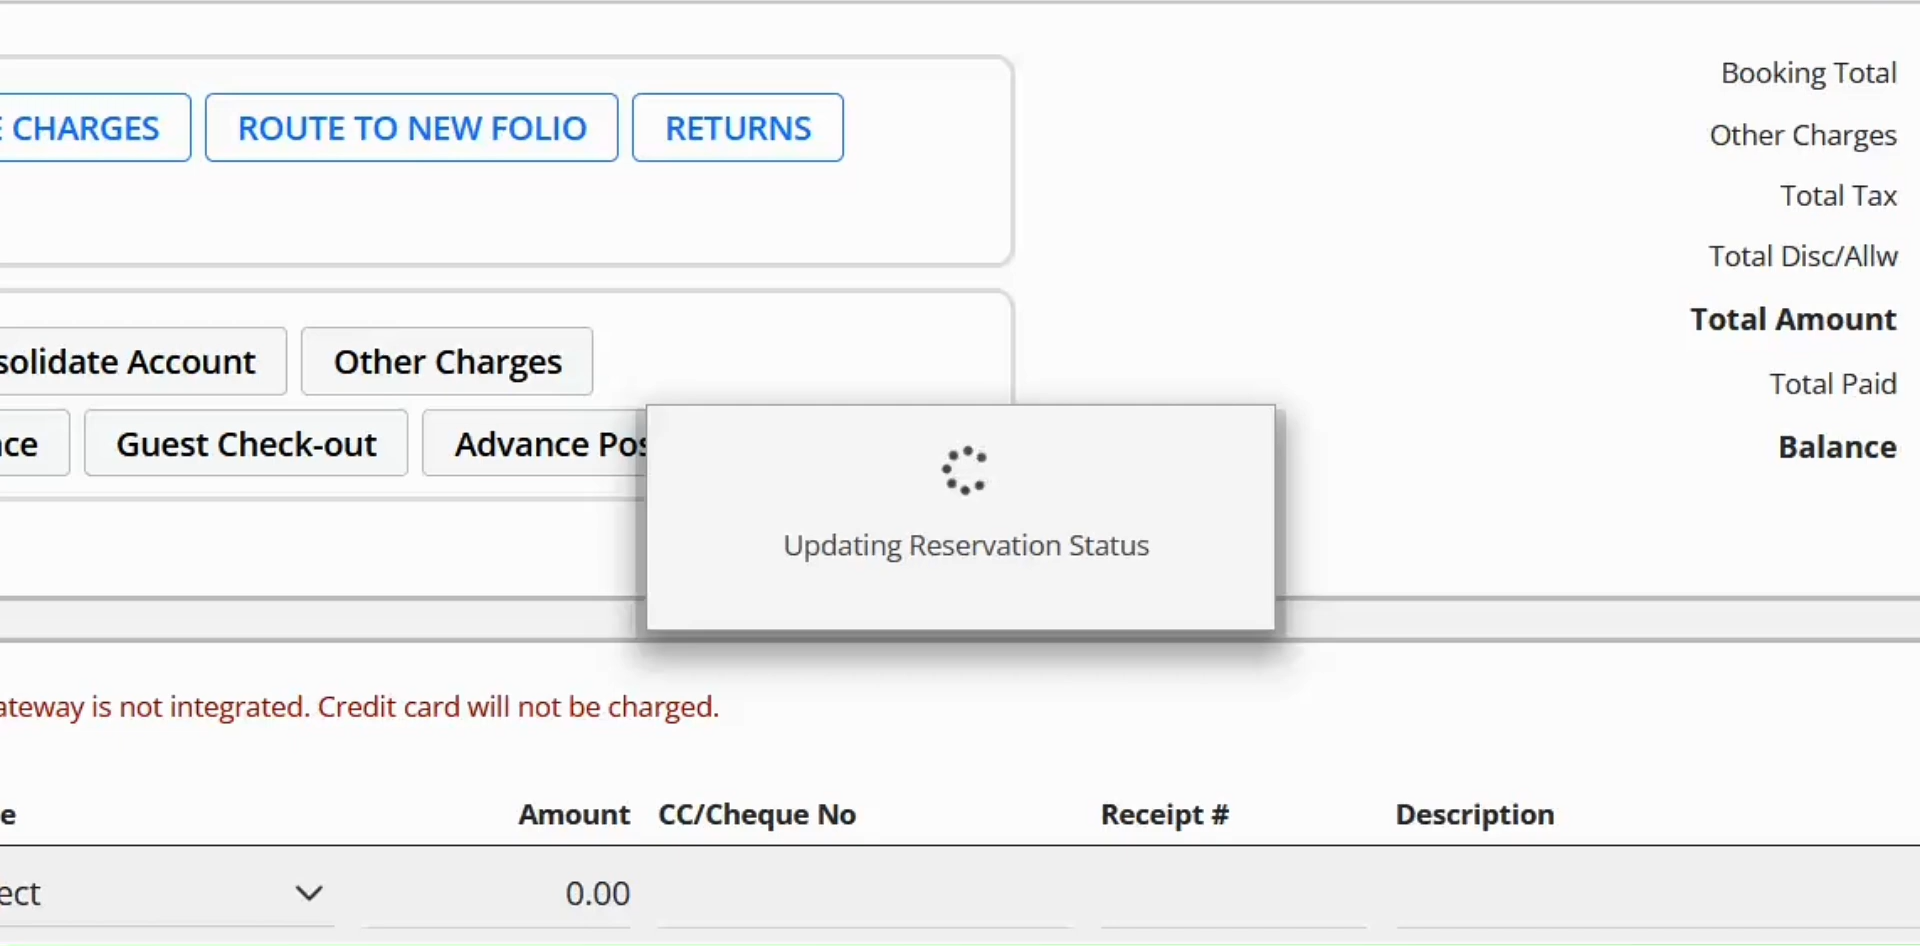 CHARGES
ROUTE TO NEW FOLIO
RETURNS
Booking Total
Other Charges
Total Tax
Total Disc/Allw
Total Amount
Total Paid
Balance
solidate Account
Other Charges
Guest Check-out
Advance Pos
Updating Reservation Status
ateway is not integrated. Credit card will not be charged.
e
Amount
CC/Cheque No
Receipt #
Description
ect
0.00